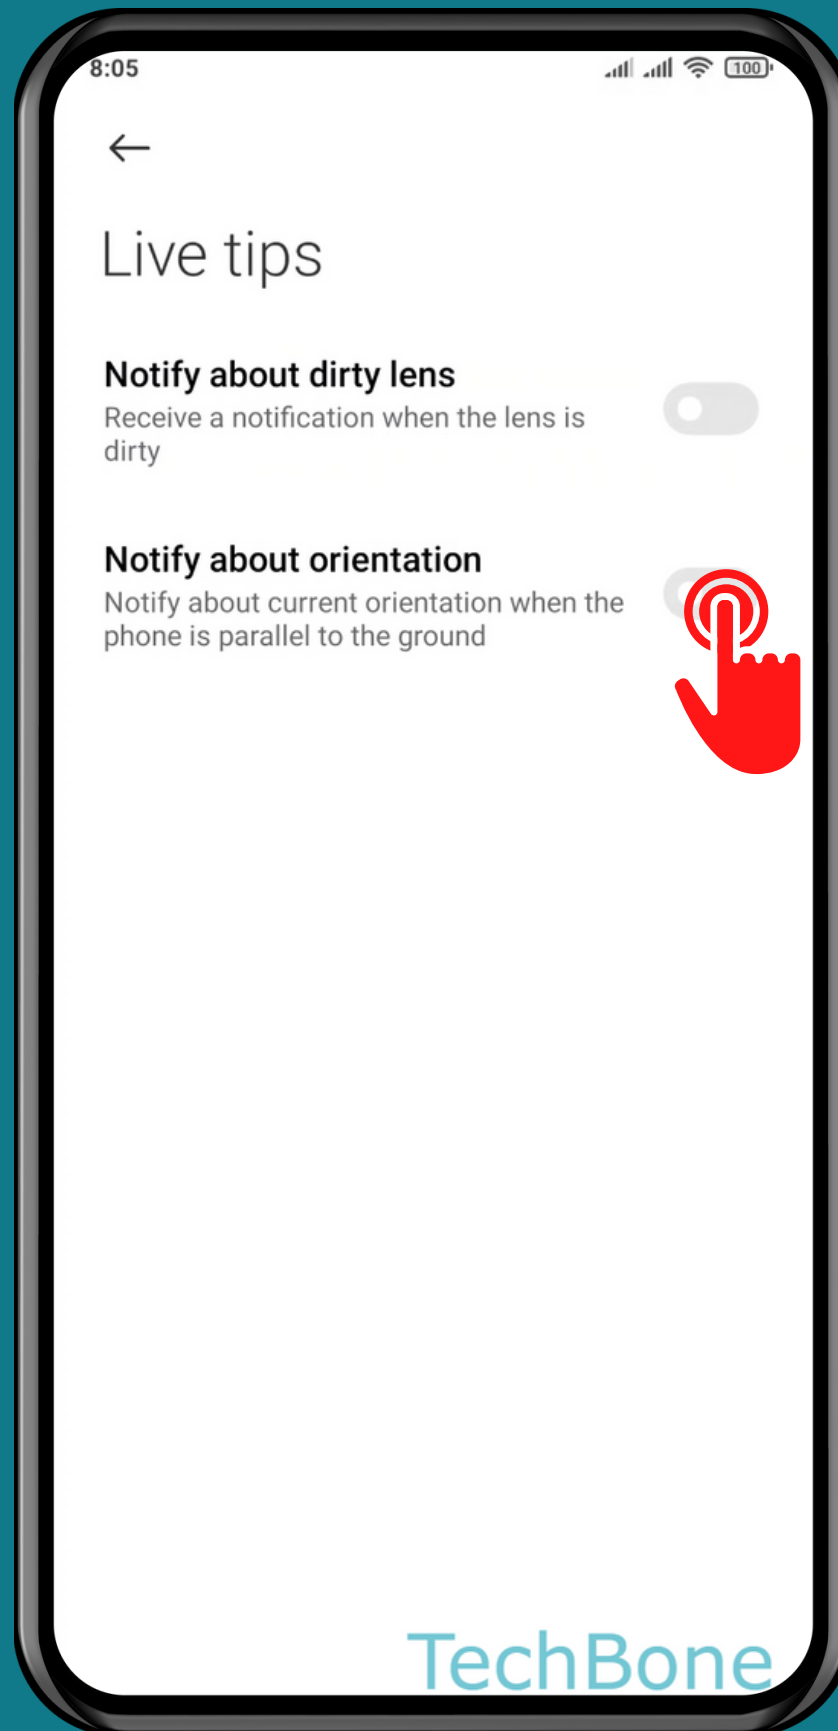 8:05
100
Live tips
Notify about dirty lens
Receive a notification when the lens is
dirty
Notify about orientation
Notify about current orientation when the
phone is parallel to the ground
TechBone